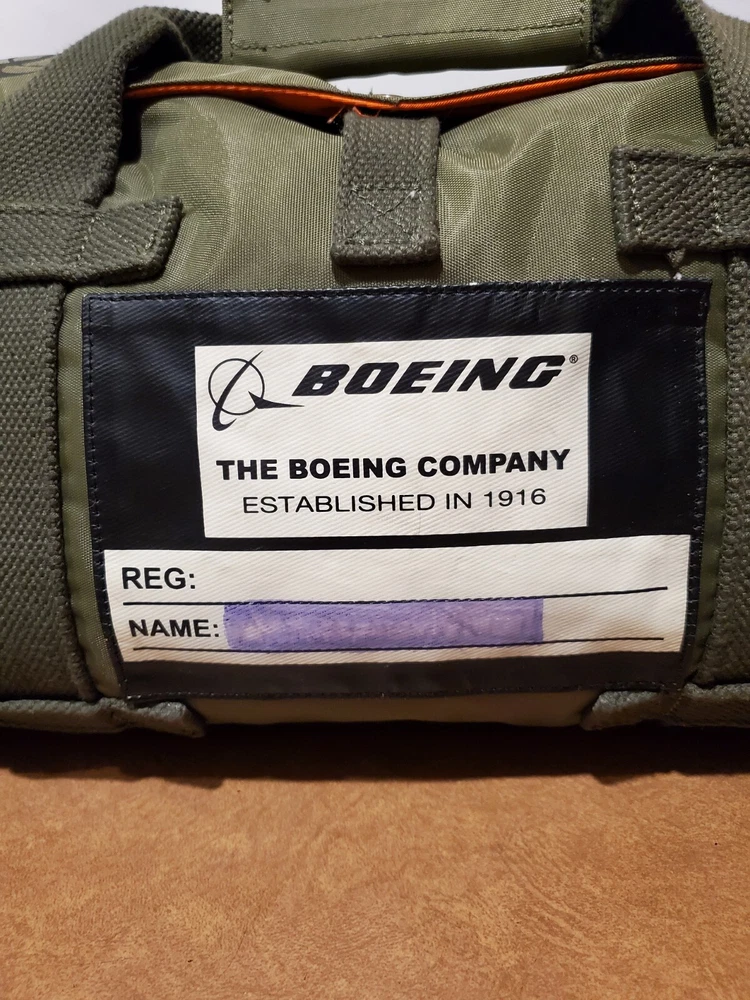 BOEING®
THE BOEING COMPANY
ESTABLISHED IN 1916
REG:
NAME: